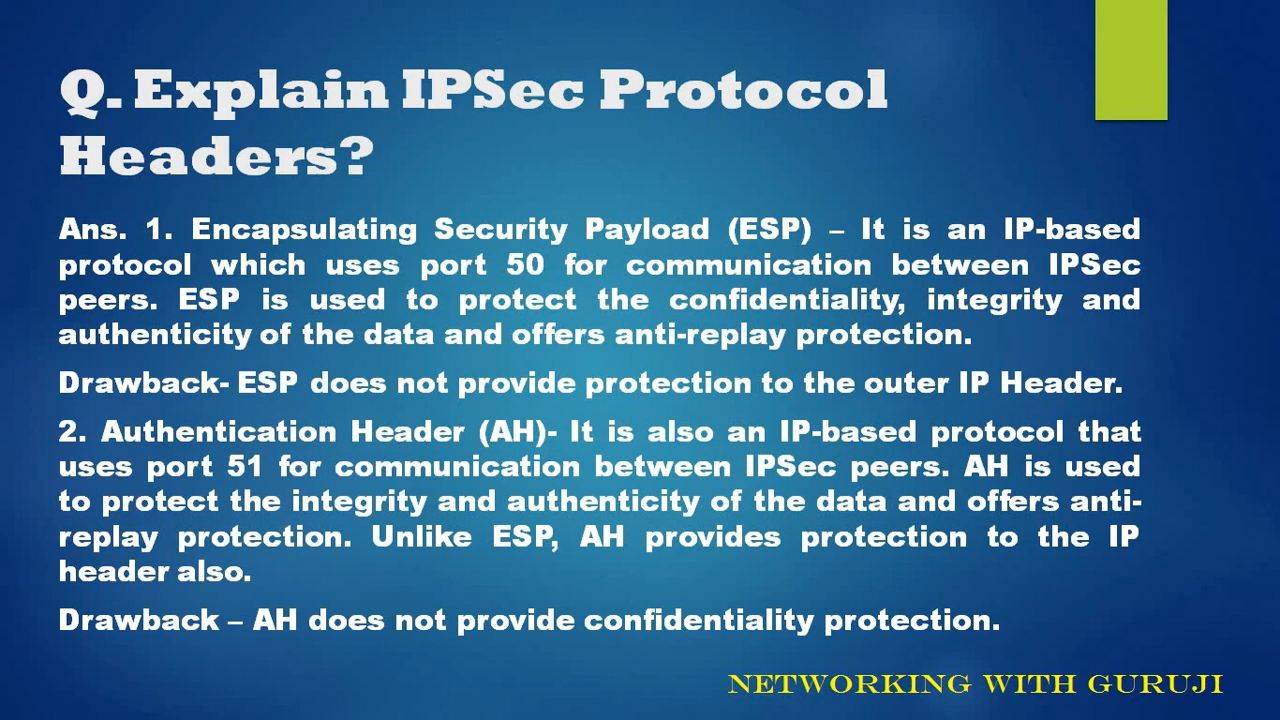 Q. Explain IPSec Protocol
Headers?
Ans. 1. Encapsulating Security Payload (ESP) – It is an IP-based
protocol which uses port 50 for communication between IPSec
peers. ESP is used to protect the confidentiality, integrity and
authenticity of the data and offers anti-replay protection.
Drawback- ESP does not provide protection to the outer IP Header.
2. Authentication Header (AH)- It is also an IP-based protocol that
uses port 51 for communication between IPSec peers. AH is used
to protect the integrity and authenticity of the data and offers anti-
replay protection. Unlike ESP, AH provides protection to the IP
header also.
Drawback – AH does not provide confidentiality protection.
NETWORKING WITH GURUJI